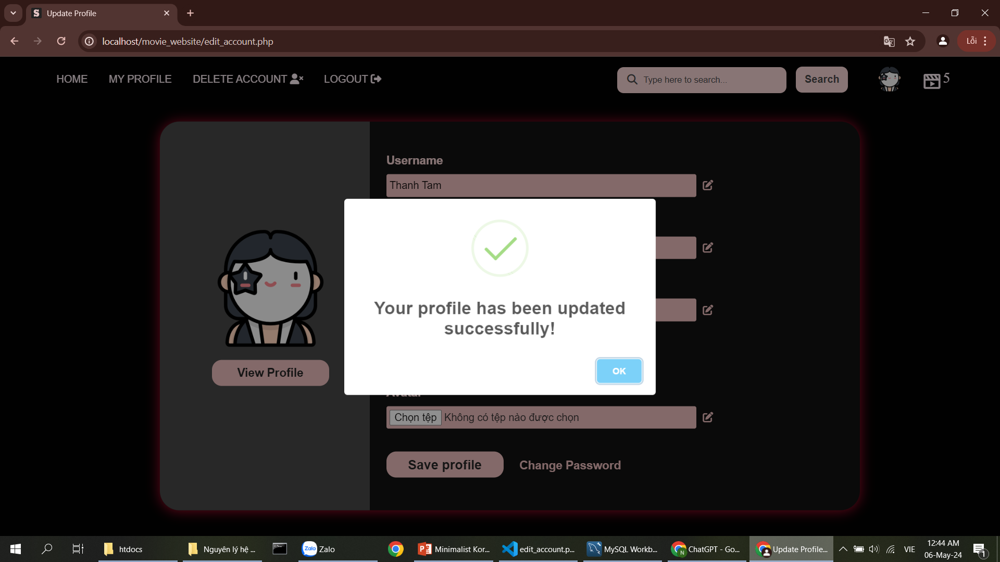 Update Profile
localhost/movie_website/edit_account.php
Lỗi
HOME MY PROFILE DELETE ACCOUNT LOGOUT
Type here to search...
Search
5
Username
Thanh Tam
Your profile has been updated
successfully!
OK
View Profile
Chọn tệp Không có tệp nào được chọn
Save profile Change Password
htdocs
Nguyên lý hệ ...
Zalo
Minimalist Kor...
edit_account.p...
MySQL Workb...
ChatGPT - Go...
Update Profile...
VIE
12:44 AM
06-May-24
1